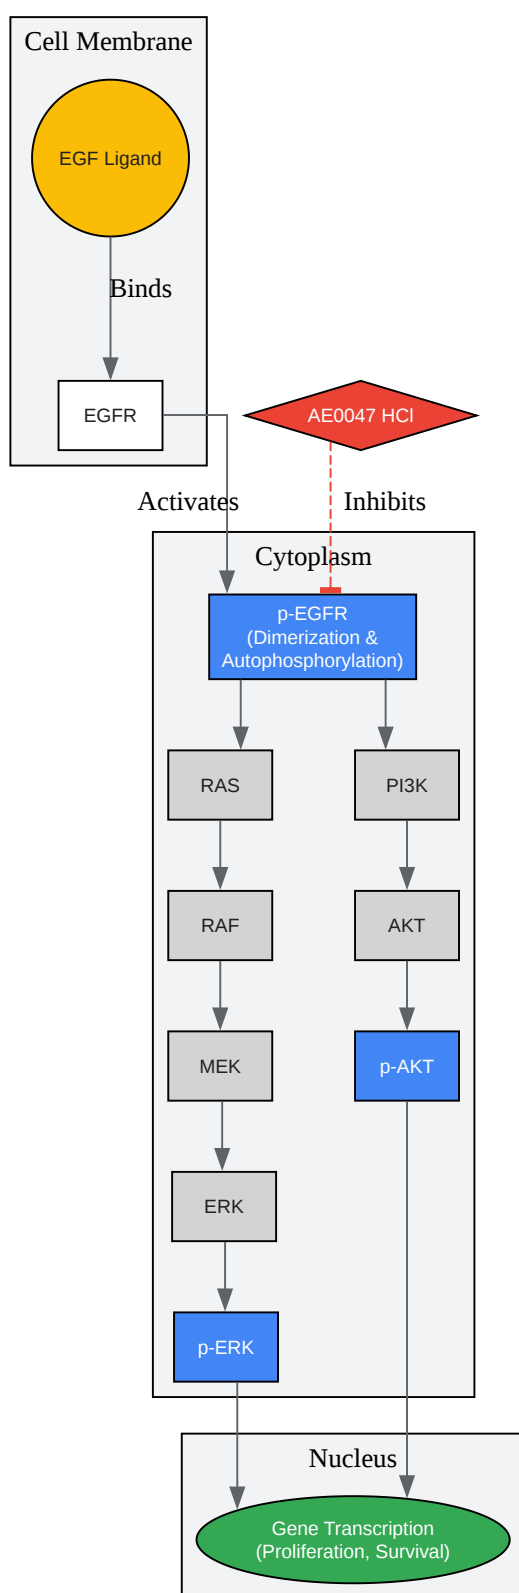 Cell Membrane
EGF Ligand
Binds
EGFR
AE0047 HCl
Activates
Inhibits
Cytoplasm
p-EGFR
(Dimerization &
Autophosphorylation)
RAS
PI3K
RAF
AKT
MEK
p-AKT
ERK
p-ERK
Nucleus
Gene Transcription
(Proliferation, Survival)